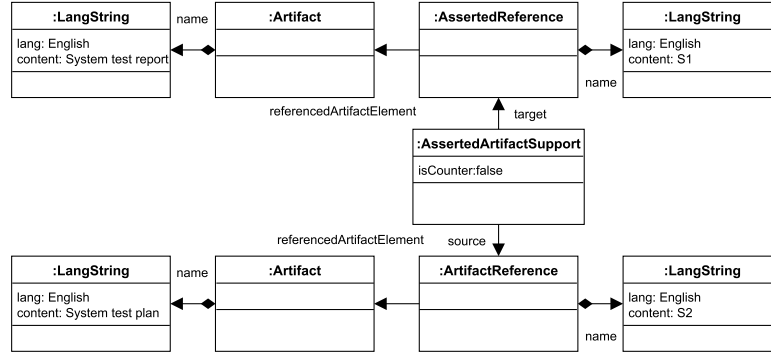 :LangString
name
:Artifact
:AssertedReference
:LangString
lang: English
content: System test report
lang: English
content: S1
name
referencedArtifactElement
target
:AssertedArtifactSupport
isCounter:false
referencedArtifactElement
source
:LangString
name
:Artifact
:ArtifactReference
:LangString
lang: English
content: System test plan
lang: English
content: S2
name